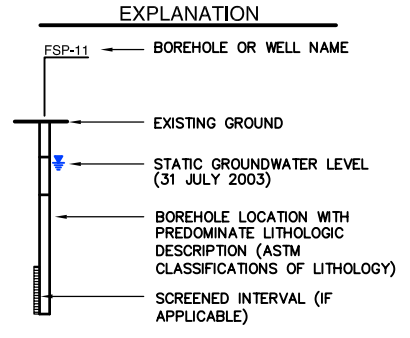 EXPLANATION
FSP-11
BOREHOLE OR WELL NAME
EXISTING GROUND
STATIC GROUNDWATER LEVEL
(31 JULY 2003)
BOREHOLE LOCATION WITH
PREDOMINATE LITHOLOGIC
DESCRIPTION (ASTM
CLASSIFICATIONS OF LITHOLOGY)
SCREENED INTERVAL (IF
APPLICABLE)